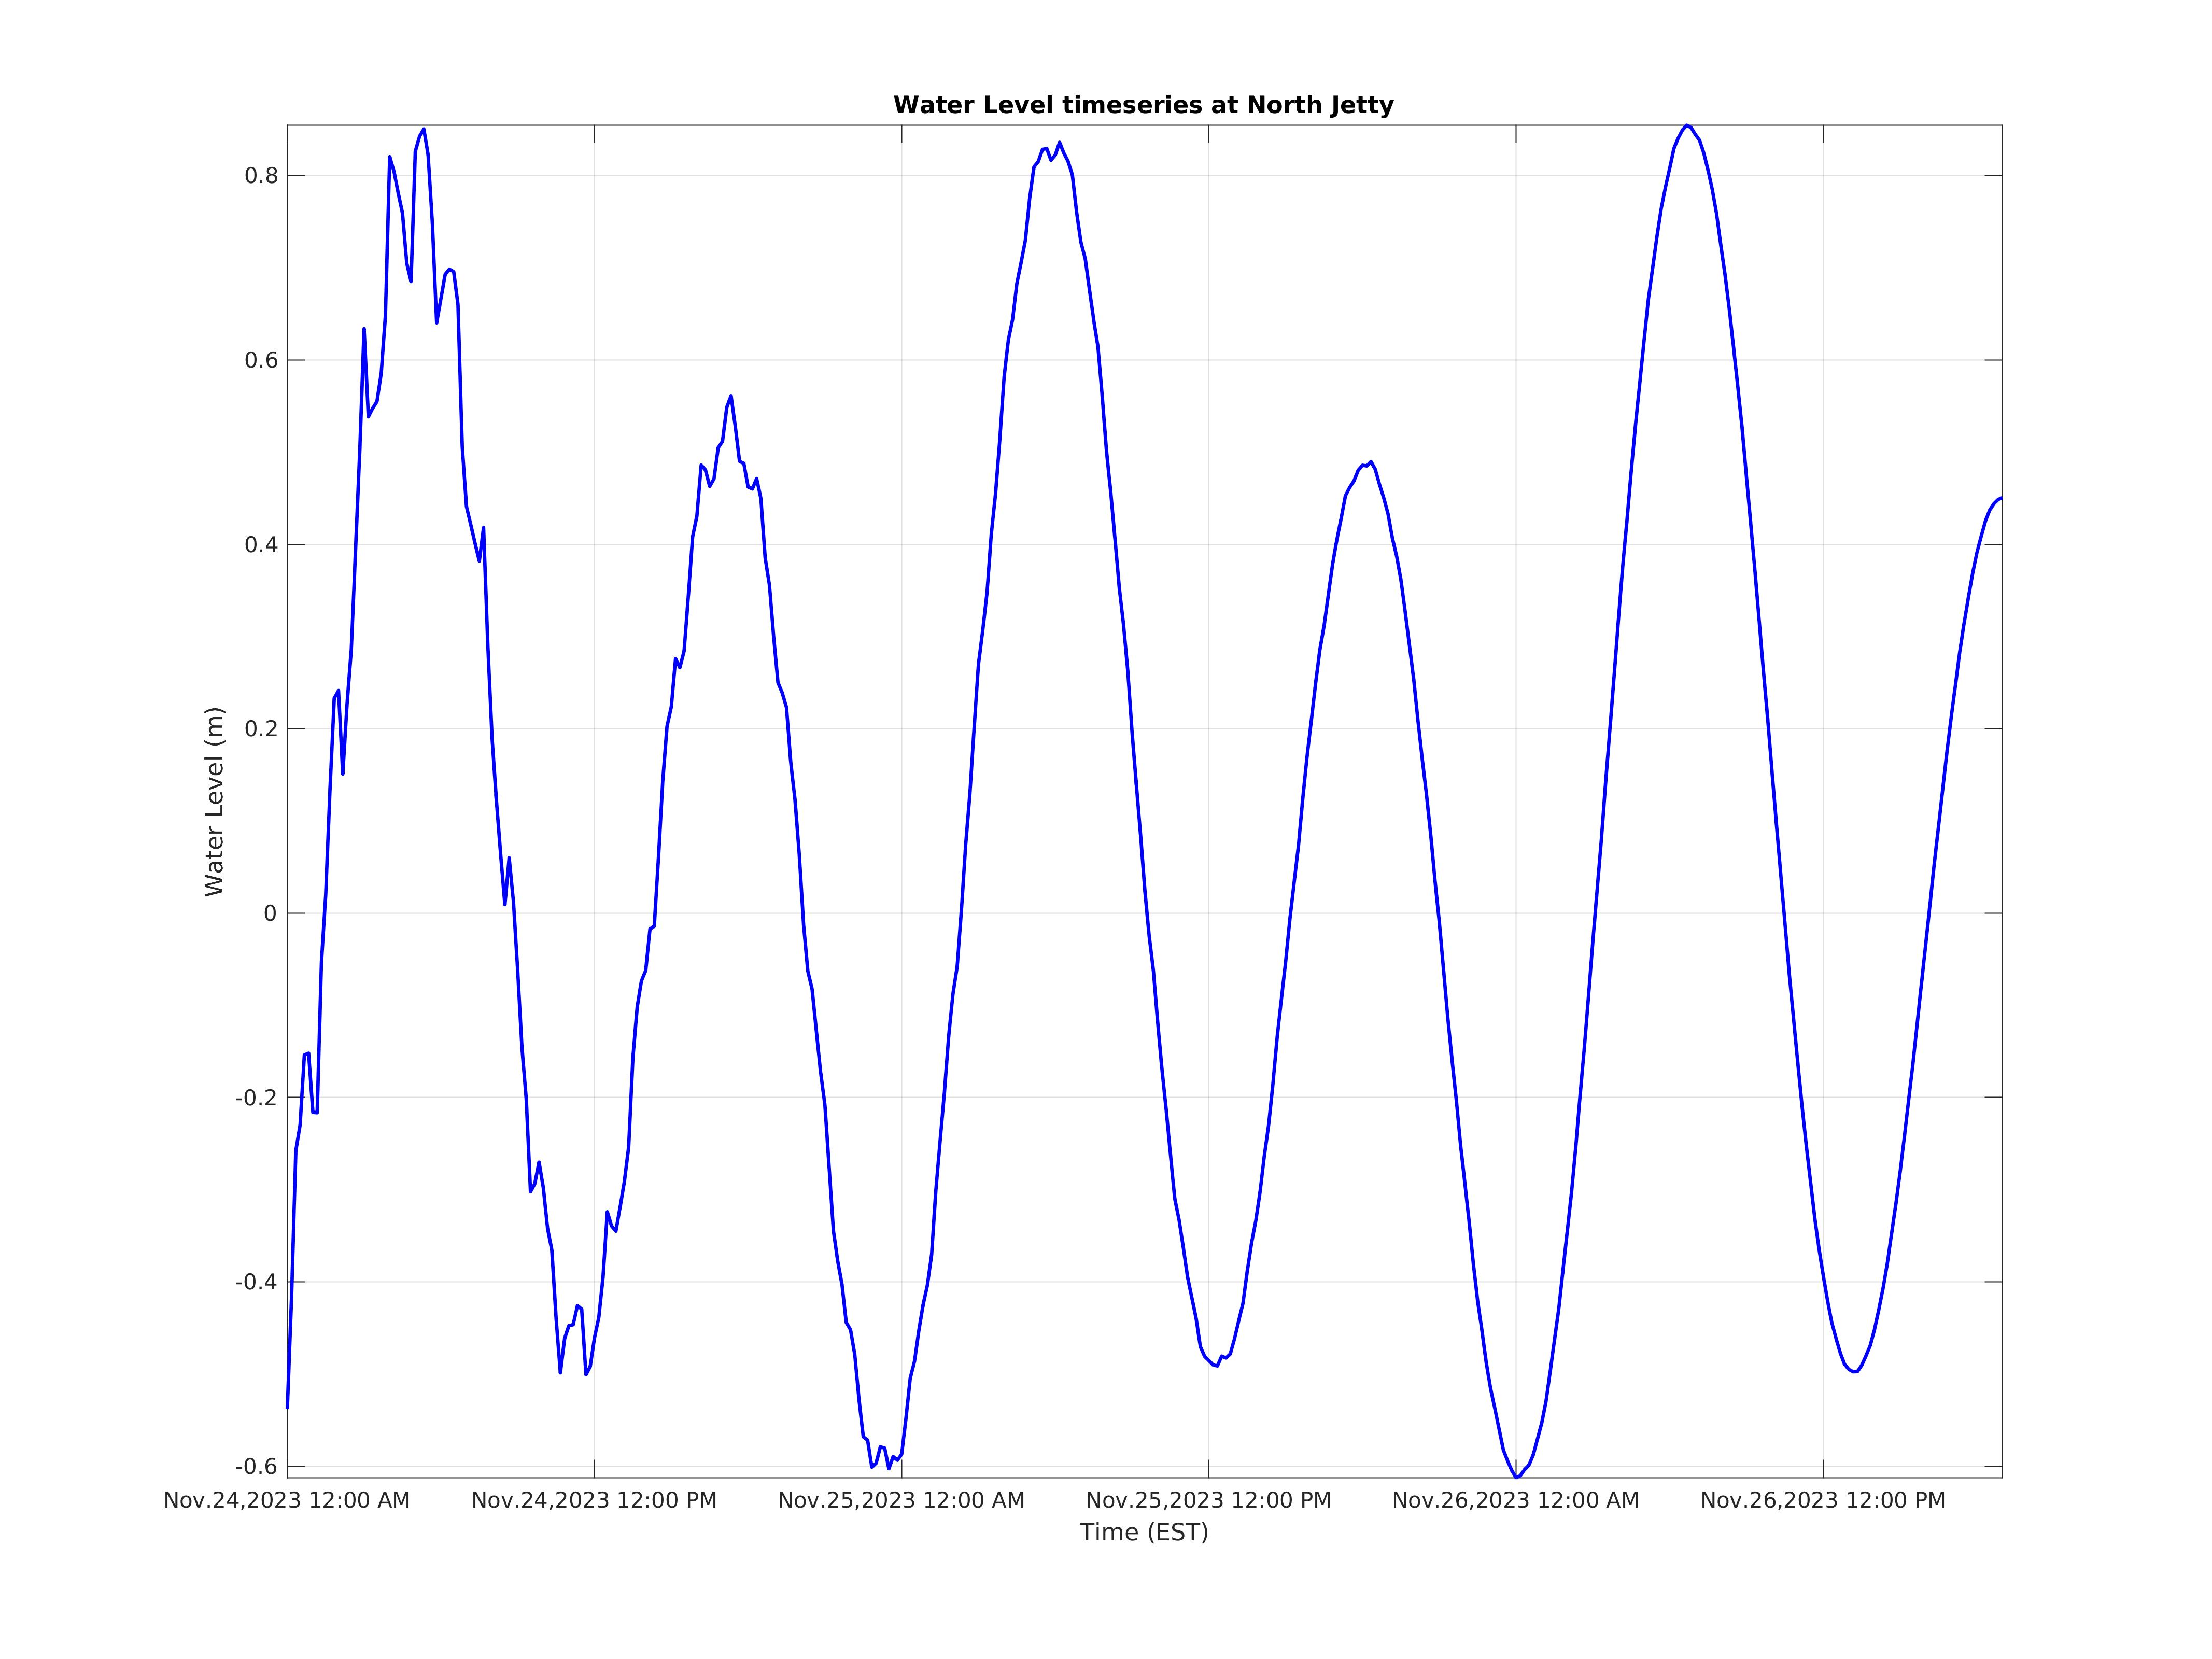 Water Level timeseries at North Jetty
Water Level (m)
0.8
0.6
0.4
0.2
0
-0.2
-0.4
-0.6
Nov.24,2023 12:00 AM Nov.24,2023 12:00 PM Nov.25,2023 12:00 AM Nov.25,2023 12:00 PM Nov.26,2023 12:00 AM Nov.26,2023 12:00 PM
Time (EST)